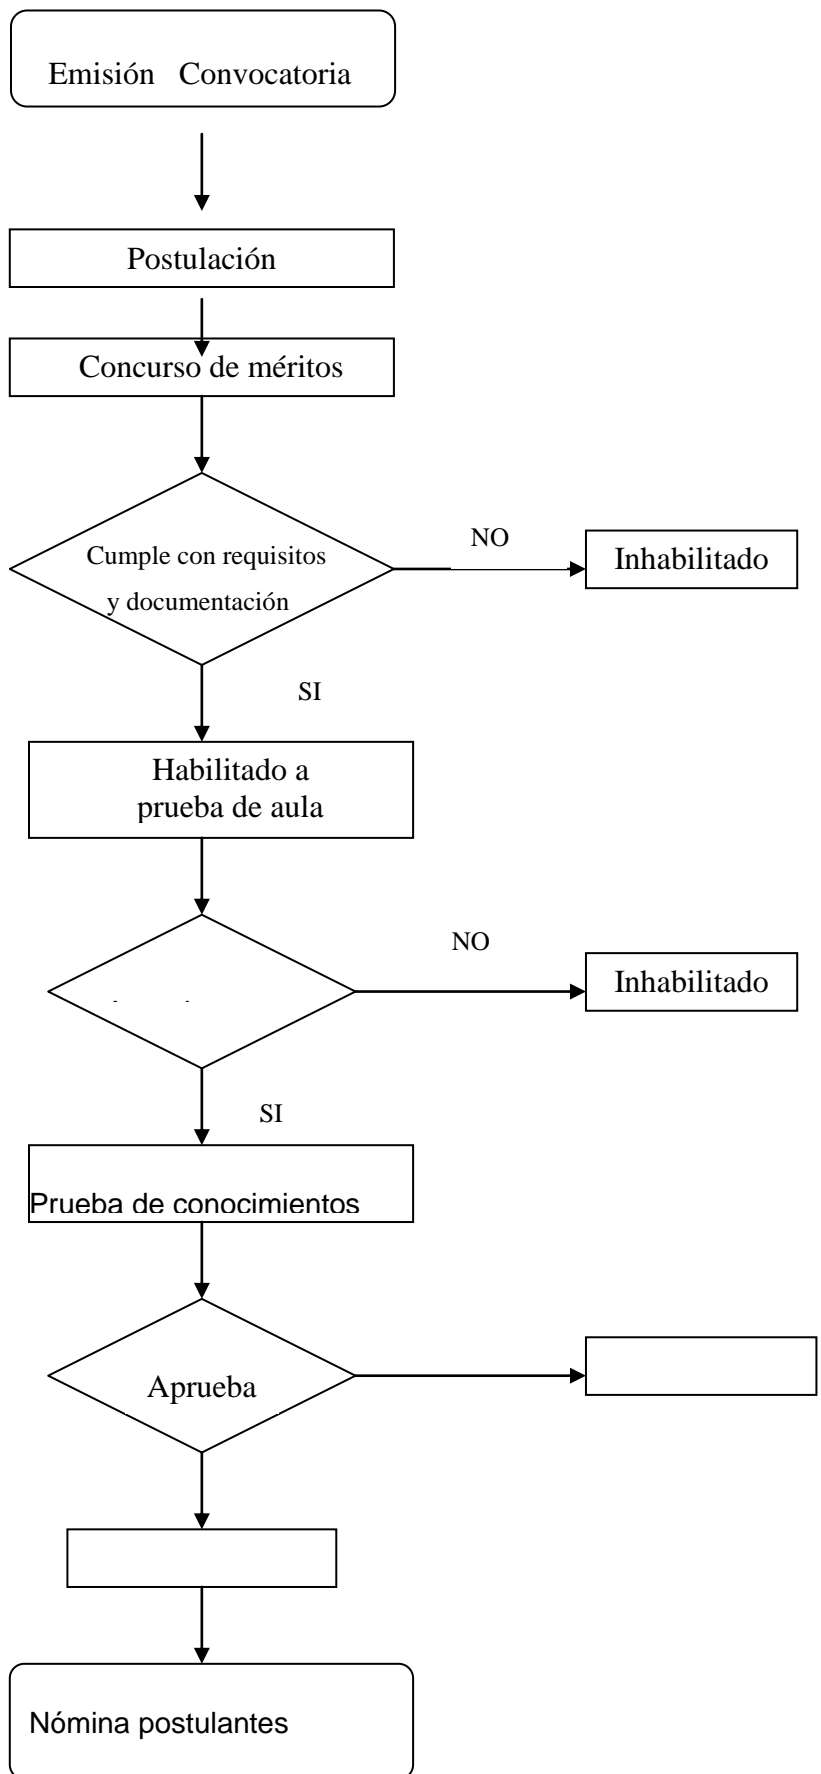 Emisión Convocatoria
Postulación
Concurso de méritos
Cumple con requisitos
y documentación
NO
Inhabilitado
SI
Habilitado a
prueba de aula
NO
Inhabilitado
SI
Prueba de conocimientos
Aprueba
Nómina postulantes